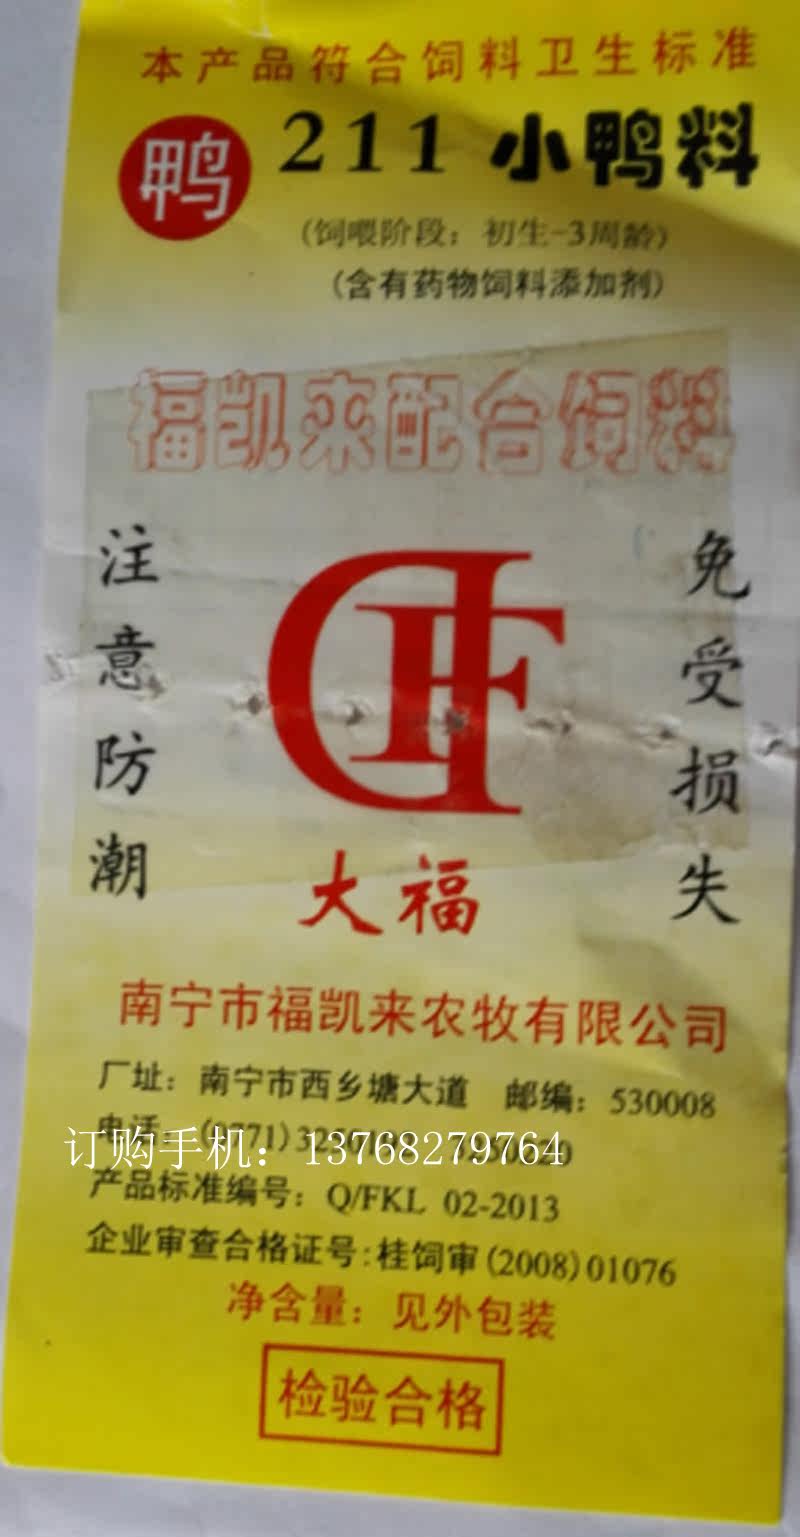 本产品符合饲料卫生标准
鸭
211 小鸭料
(饲喂阶段：初生-3周龄)
(含有药物饲料添加剂)
福凯来配合饲料
注意防潮
免受损失
大福
南宁市福凯来农牧有限公司
厂址：南宁市西乡塘大道 邮编：530008
电话：(0771)
订购手机：13768279764
产品标准编号：Q/FKL 02-2013
企业审查合格证号:桂饲审(2008)01076
净含量：见外包装
检验合格